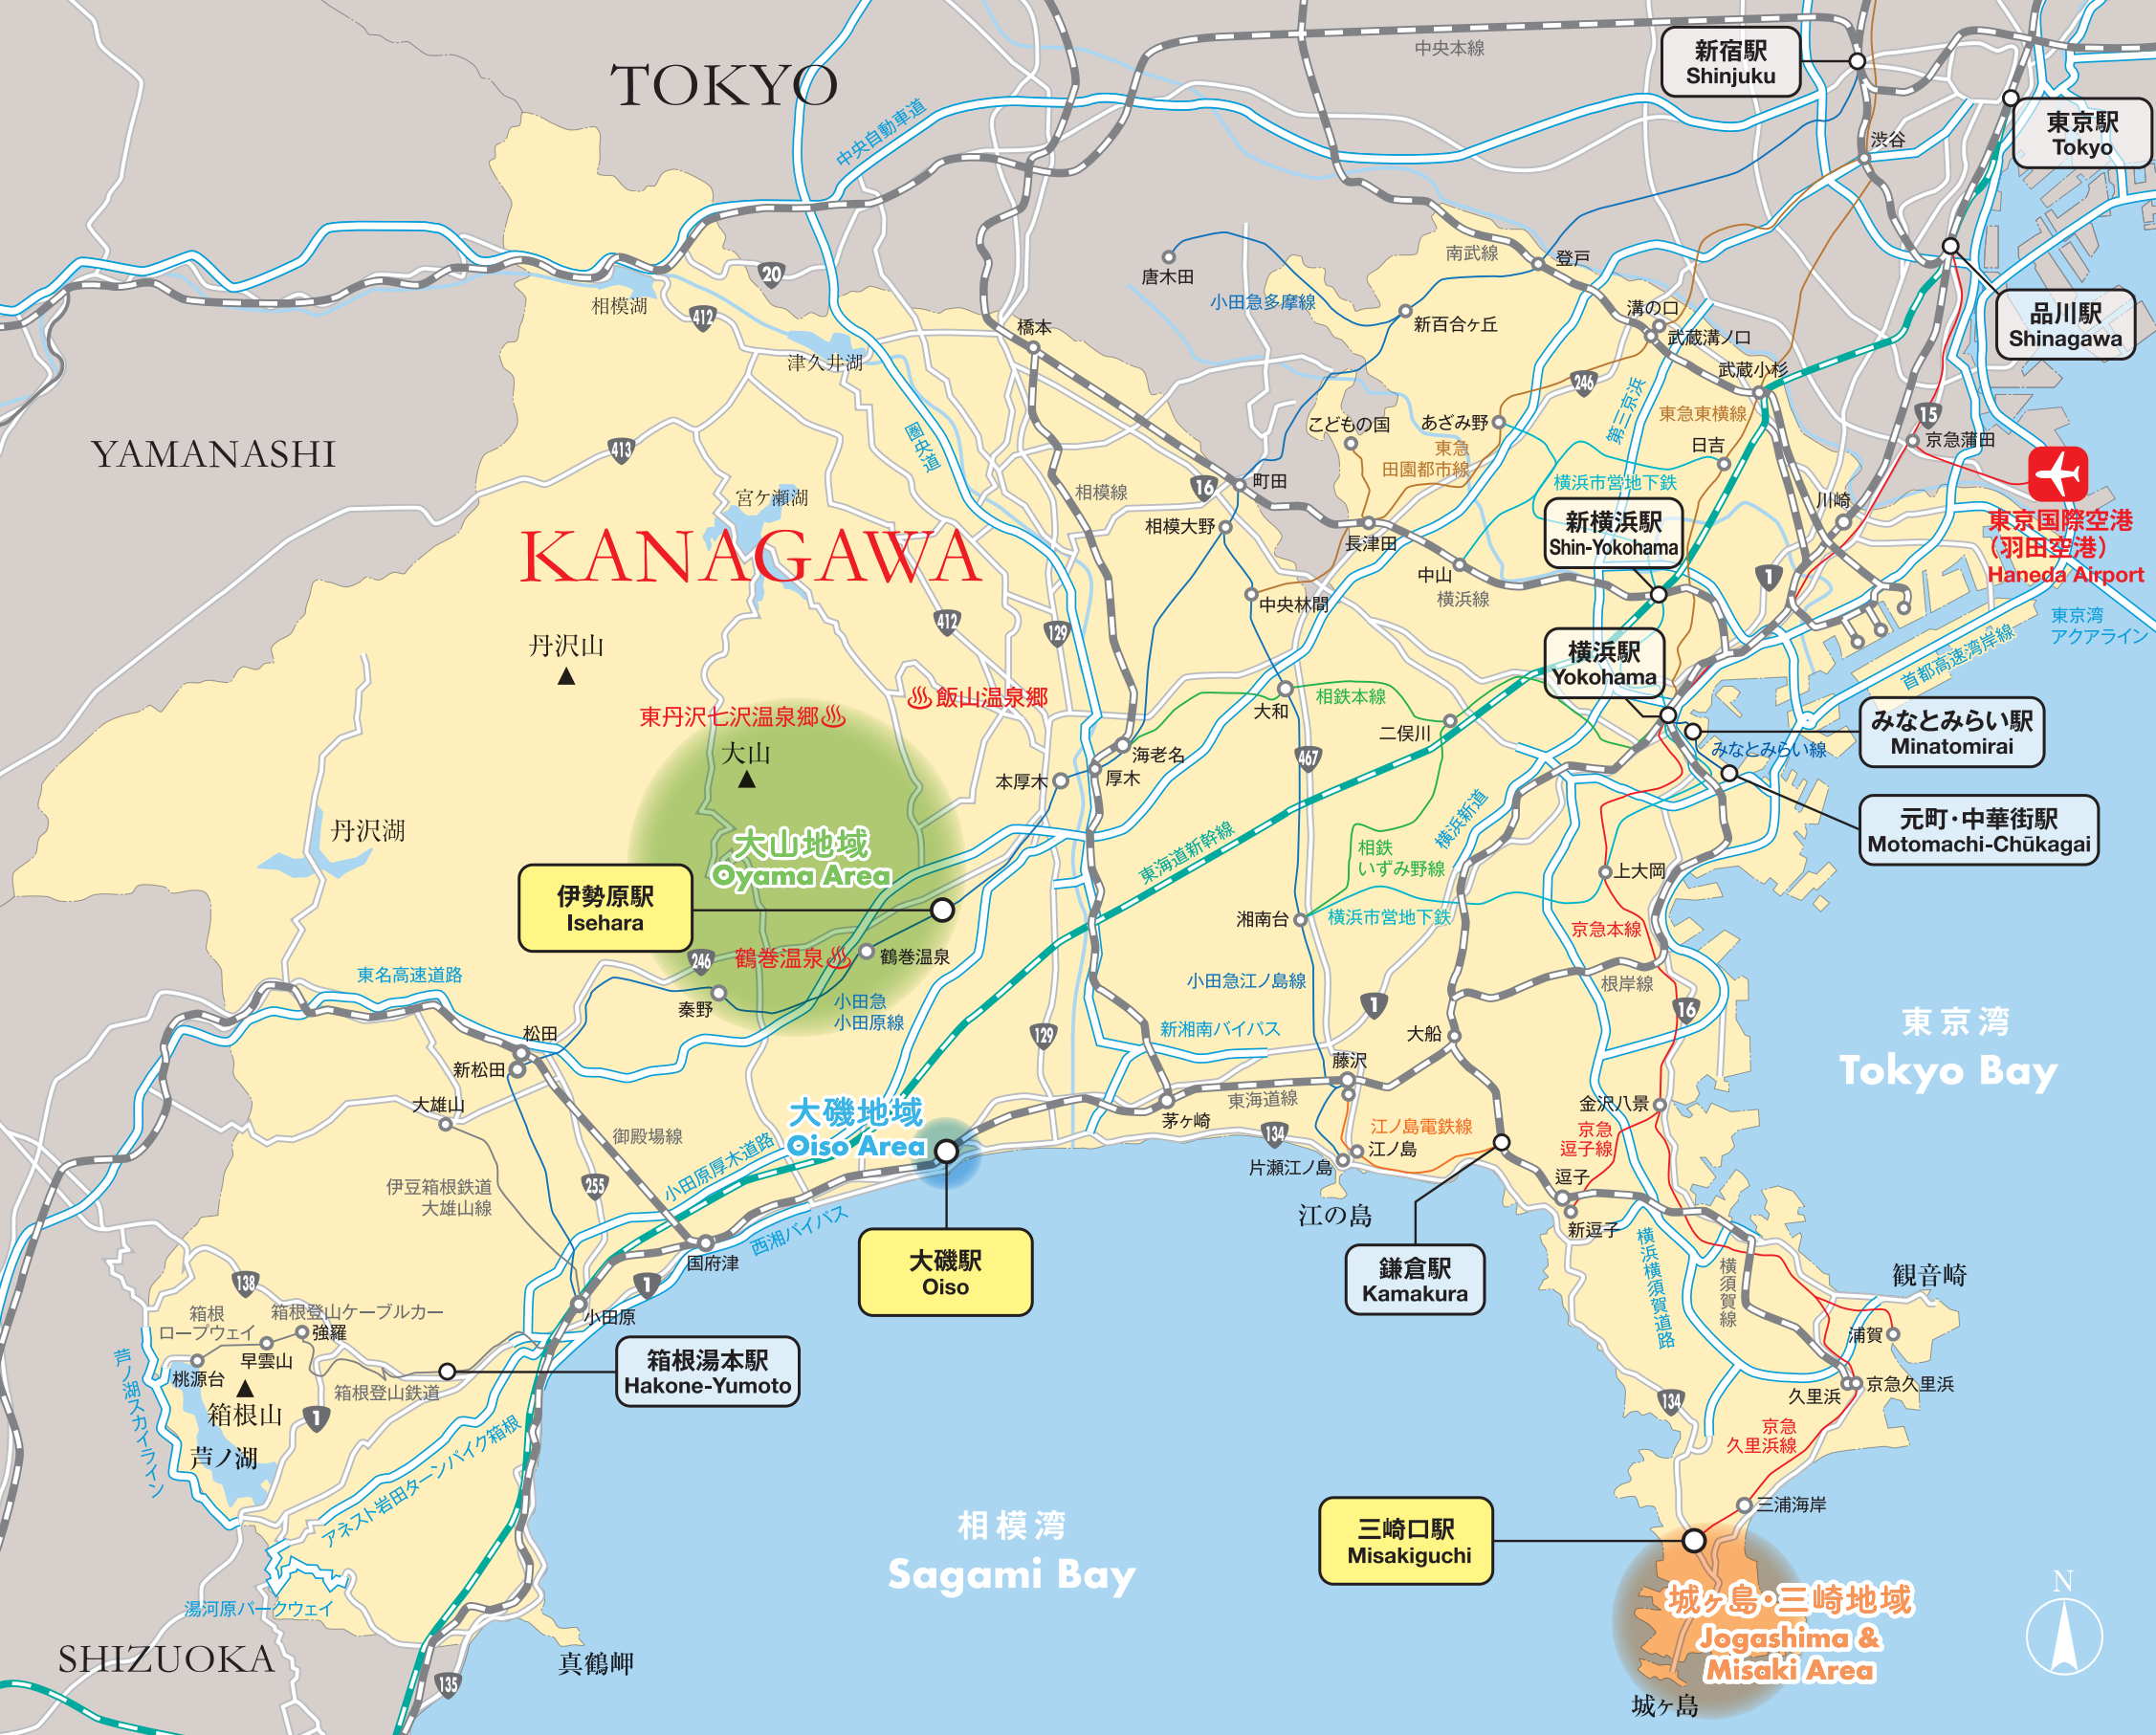 中央本線
新宿駅
Shinjuku
TOKYO
東京駅
Tokyo
中央自動車道
渋谷
南武線
登戸
唐木田
20
小田急多摩線
新百合ヶ丘
溝の口
武蔵溝ノ口
品川駅
Shinagawa
相模湖
412
橋本
津久井湖
武蔵小杉
246
第三京浜
東急東横線
15
京急蒲田
こどもの国
あざみ野
日吉
東急
田園都市線
YAMANASHI
413
圏央道
16
町田
相模線
横浜市営地下鉄
宮ケ瀬湖
相模大野
川崎
新横浜駅
Shin-Yokohama
東京国際空港
(羽田空港)
Haneda Airport
KANAGAWA
長津田
中山
横浜線
1
中央林間
412
129
東京湾
アクアライン
丹沢山
首都高速湾岸線
横浜駅
Yokohama
飯山温泉郷
東丹沢七沢温泉郷
相鉄本線
大和
二俣川
みなとみらい駅
Minatomirai
みなとみらい線
大山
海老名
467
本厚木
厚木
元町・中華街駅
Motomachi-Chūkagai
丹沢湖
大山地域
Oyama Area
東海道新幹線
横浜新道
相鉄
いずみ野線
上大岡
伊勢原駅
Isehara
湘南台
横浜市営地下鉄
京急本線
246
鶴巻温泉
鶴巻温泉
東名高速道路
小田急江ノ島線
根岸線
秦野
小田急
小田原線
1
16
東京湾
Tokyo Bay
松田
新湘南バイパス
129
大船
新松田
藤沢
大雄山
大磯地域
Oiso Area
東海道線
茅ヶ崎
金沢八景
御殿場線
134
江ノ島電鉄線
京急
逗子線
小田原厚木道路
江ノ島
片瀬江ノ島
伊豆箱根鉄道
大雄山線
255
逗子
江の島
新逗子
西湘バイパス
国府津
大磯駅
Oiso
鎌倉駅
Kamakura
横浜横須賀道路
横須賀線
観音崎
138
1
箱根
ロープウェイ
箱根登山ケーブルカー
強羅
小田原
早雲山
桃源台
浦賀
箱根湯本駅
Hakone-Yumoto
芦ノ湖スカイライン
箱根登山鉄道
箱根山
1
久里浜
京急久里浜
134
芦ノ湖
アネスト岩田ターンパイク箱根
京急
久里浜線
三浦海岸
相模湾
Sagami Bay
三崎口駅
Misakiguchi
湯河原パークウェイ
城ヶ島・三崎地域
Jogashima &
Misaki Area
N
SHIZUOKA
真鶴岬
135
城ヶ島